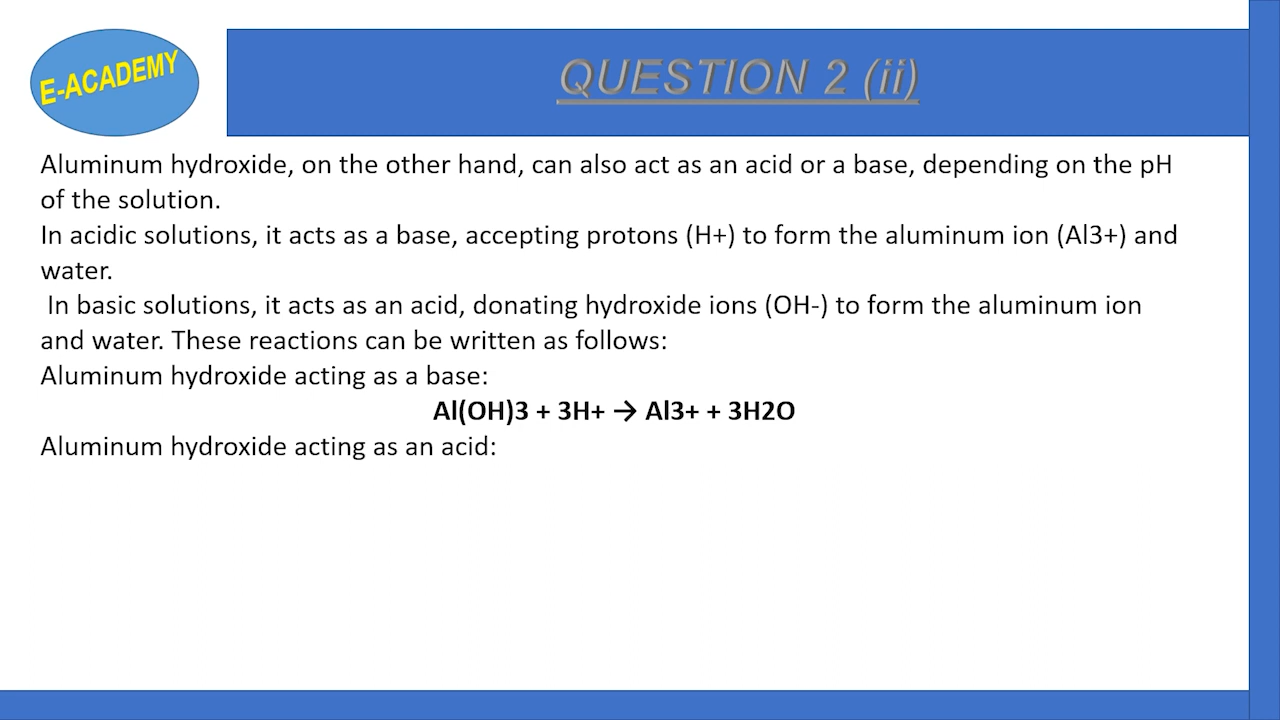 E-ACADEMY
QUESTION 2 (ii)
Aluminum hydroxide, on the other hand, can also act as an acid or a base, depending on the pH
of the solution.
In acidic solutions, it acts as a base, accepting protons (H+) to form the aluminum ion (Al3+) and
water.
In basic solutions, it acts as an acid, donating hydroxide ions (OH-) to form the aluminum ion
and water. These reactions can be written as follows:
Aluminum hydroxide acting as a base:
Al(OH)3 + 3H+ → Al3+ + 3H2O
Aluminum hydroxide acting as an acid: